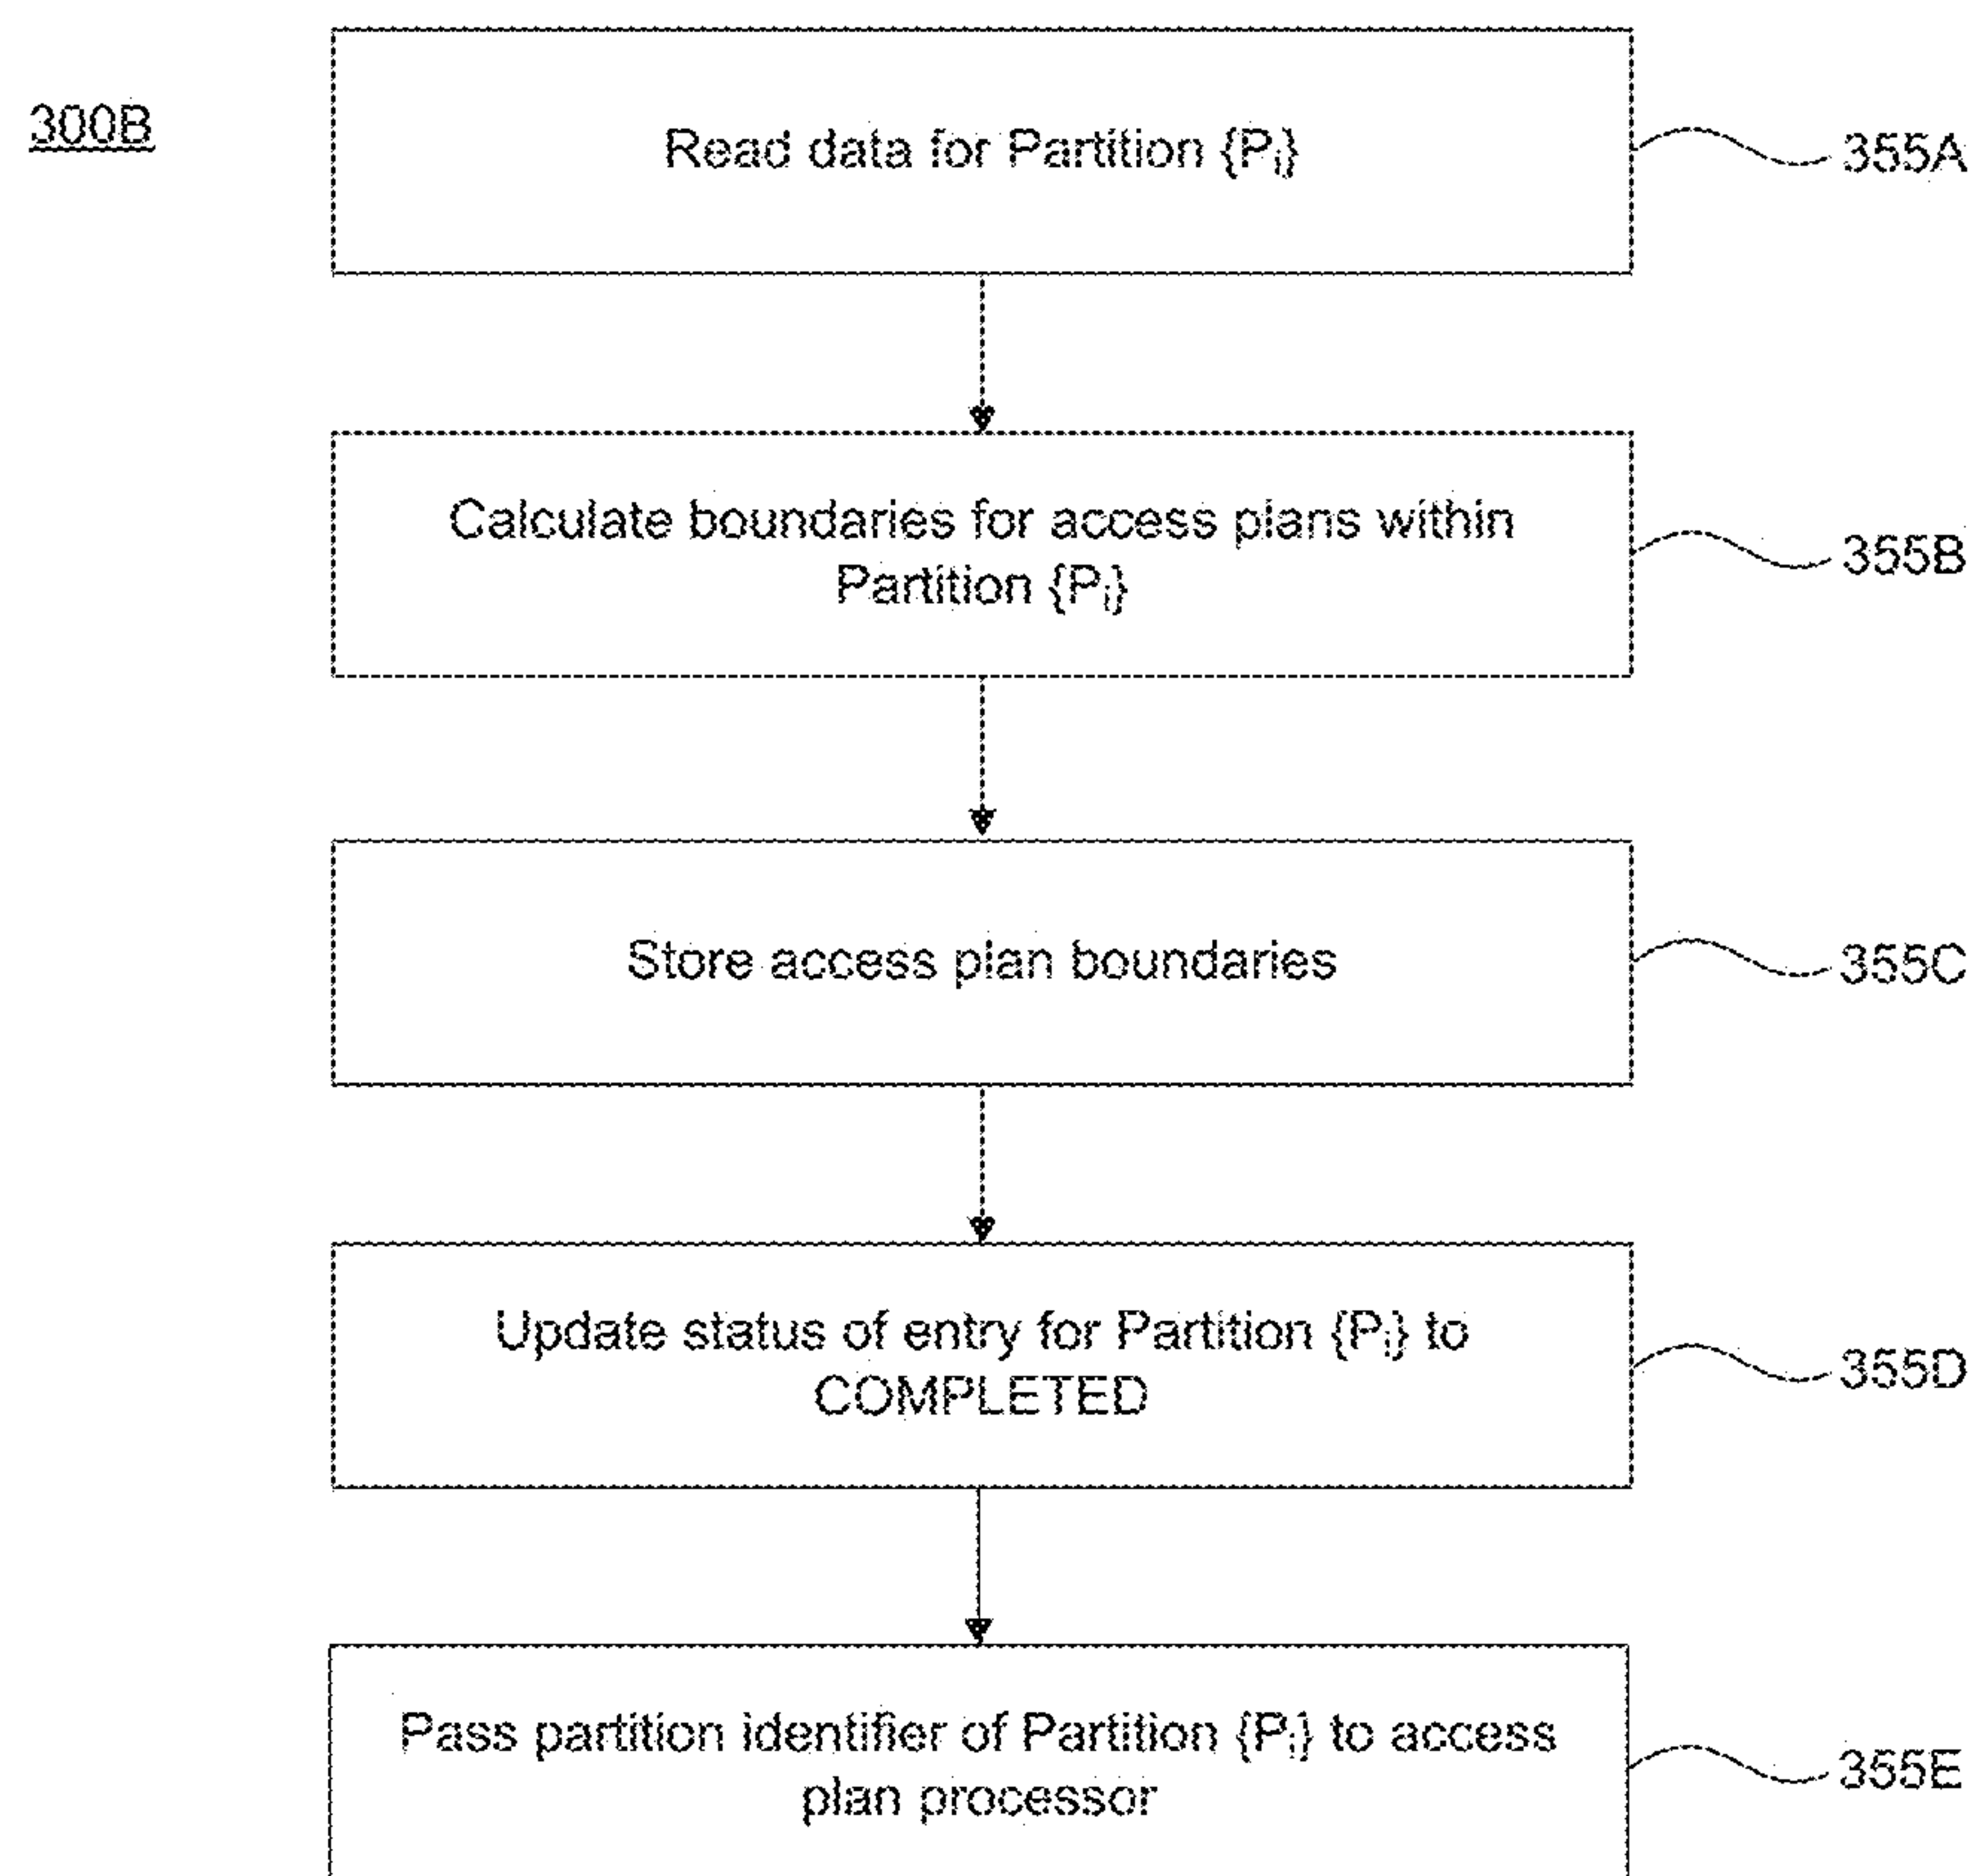 300B
Read data for Partition {Pᵢ}
355A
Calculate boundaries for access plans within
Partition {Pᵢ}
355B
Store access plan boundaries
355C
Update status of entry for Partition {Pᵢ} to
COMPLETED
355D
Pass partition identifier of Partition {Pᵢ} to access
plan processor
355E